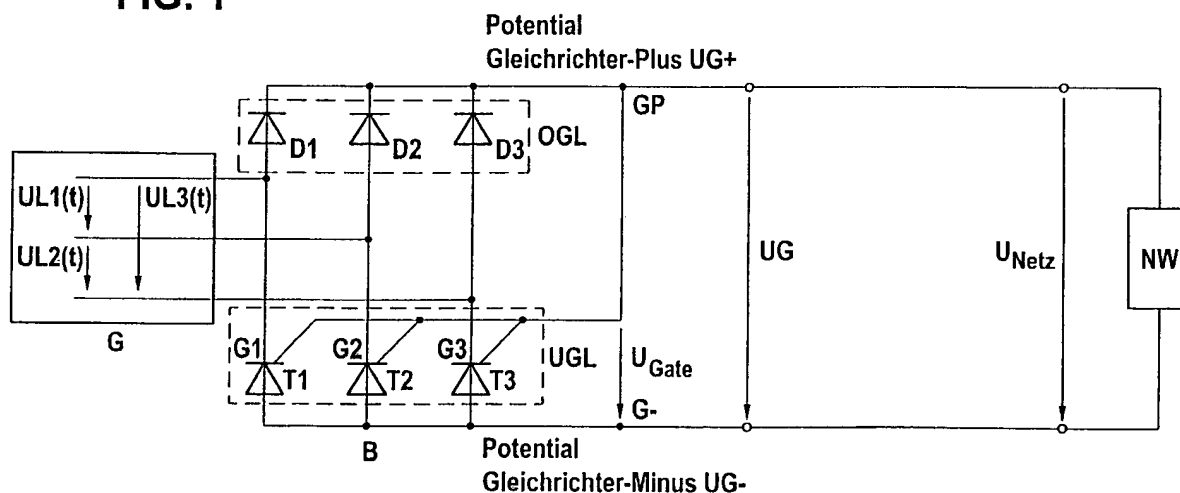 FIG. 1
Potential
Gleichrichter-Plus UG+
GP
D1
D2
D3
OGL
UL1(t)
UL3(t)
UL2(t)
UG
U_Netz
NW
G
G1
G2
G3
UGL
T1
T2
T3
U_Gate
G-
B
Potential
Gleichrichter-Minus UG-